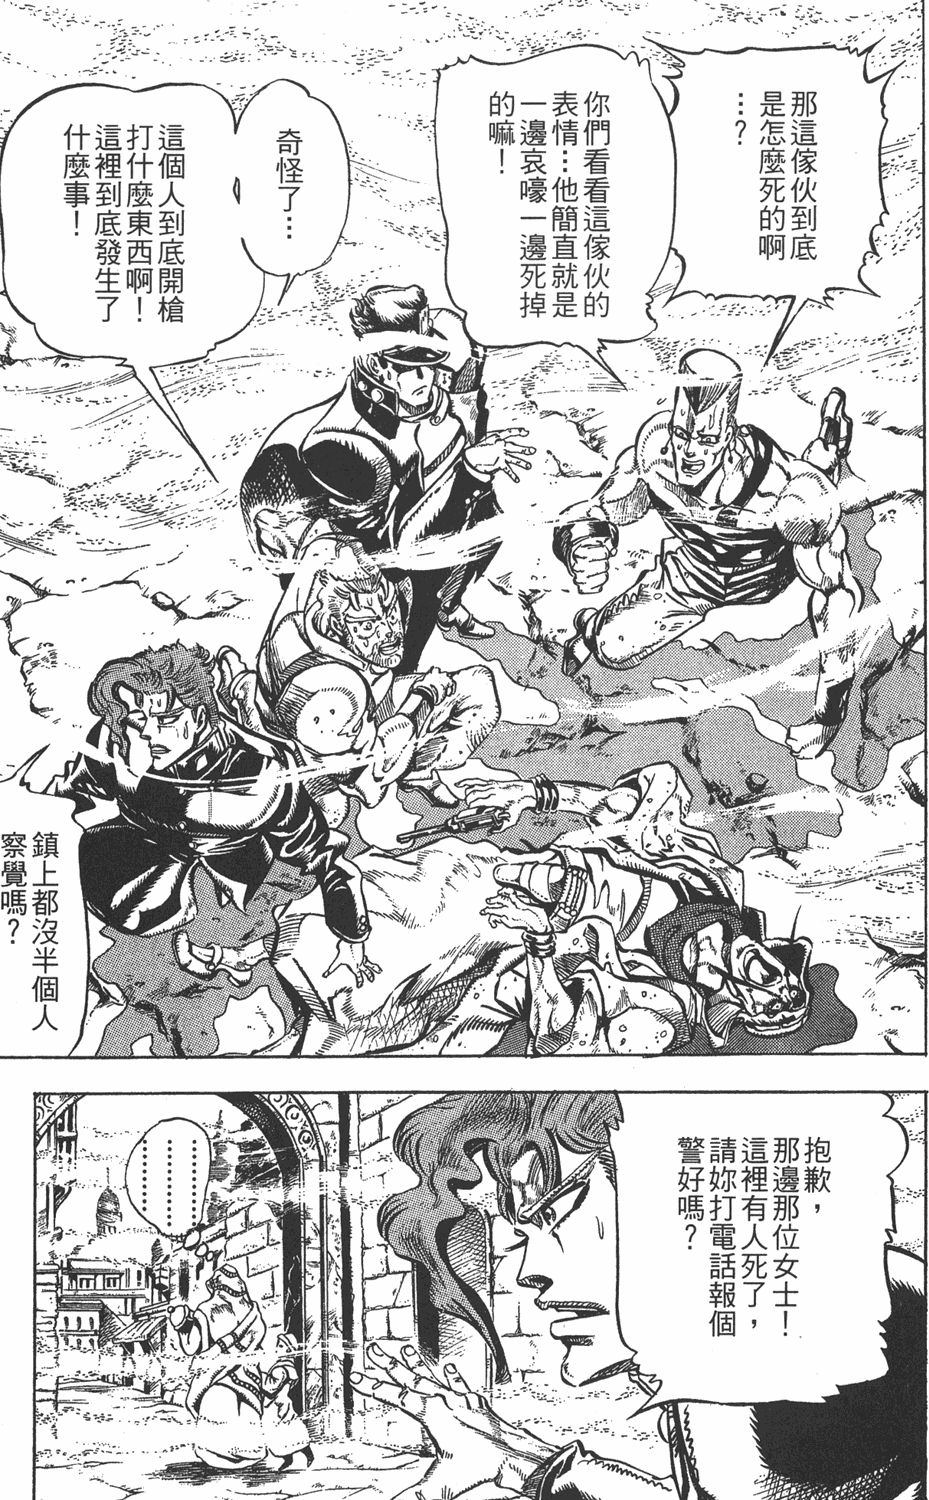 那這傢伙到底
是怎麼死的啊
…？
你們看看這傢伙的
表情…他簡直就是
一邊哀嚎一邊死掉
的嘛！
奇怪了…
這個人到底開槍
打什麼東西啊！
這裡到底發生了
什麼事！
鎮上都沒半個人
察覺嗎？
抱歉，
那邊那位女士！
這裡有人死了，
請妳打電話報個
警好嗎？
………
………